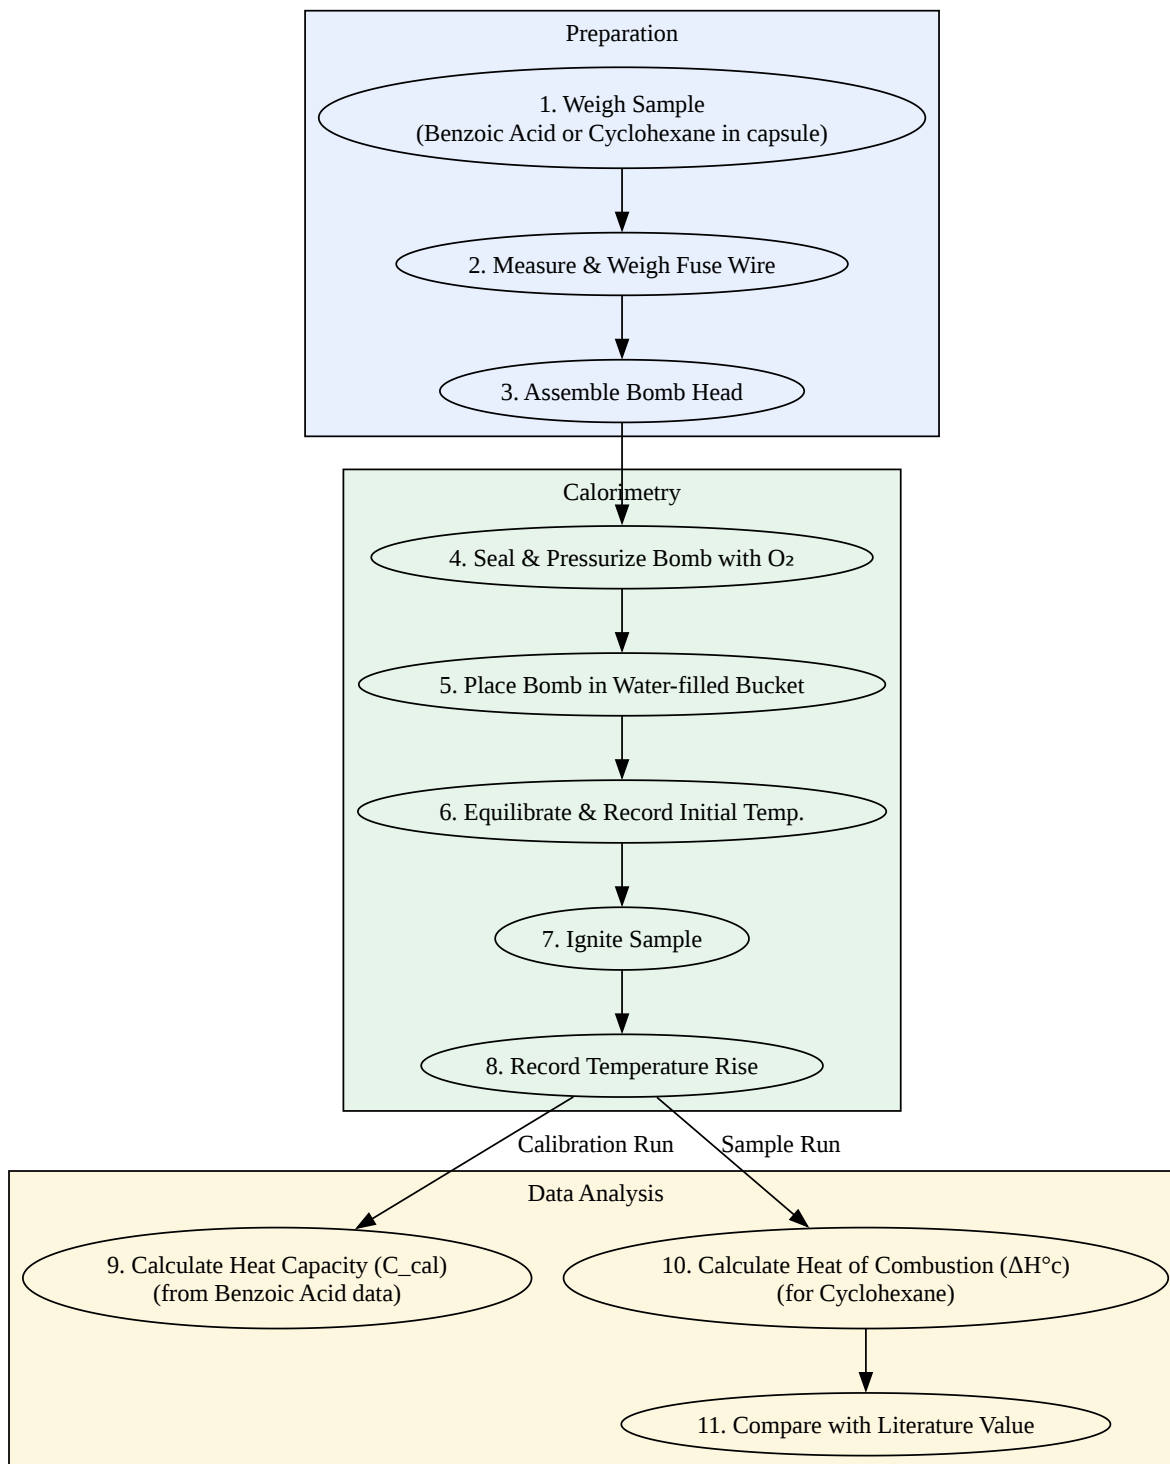 Preparation
1. Weigh Sample
(Benzoic Acid or Cyclohexane in capsule)
2. Measure & Weigh Fuse Wire
3. Assemble Bomb Head
Calorimetry
4. Seal & Pressurize Bomb with O₂
5. Place Bomb in Water-filled Bucket
6. Equilibrate & Record Initial Temp.
7. Ignite Sample
8. Record Temperature Rise
Calibration Run
Sample Run
Data Analysis
9. Calculate Heat Capacity (C_cal)
(from Benzoic Acid data)
10. Calculate Heat of Combustion (ΔH°c)
(for Cyclohexane)
11. Compare with Literature Value